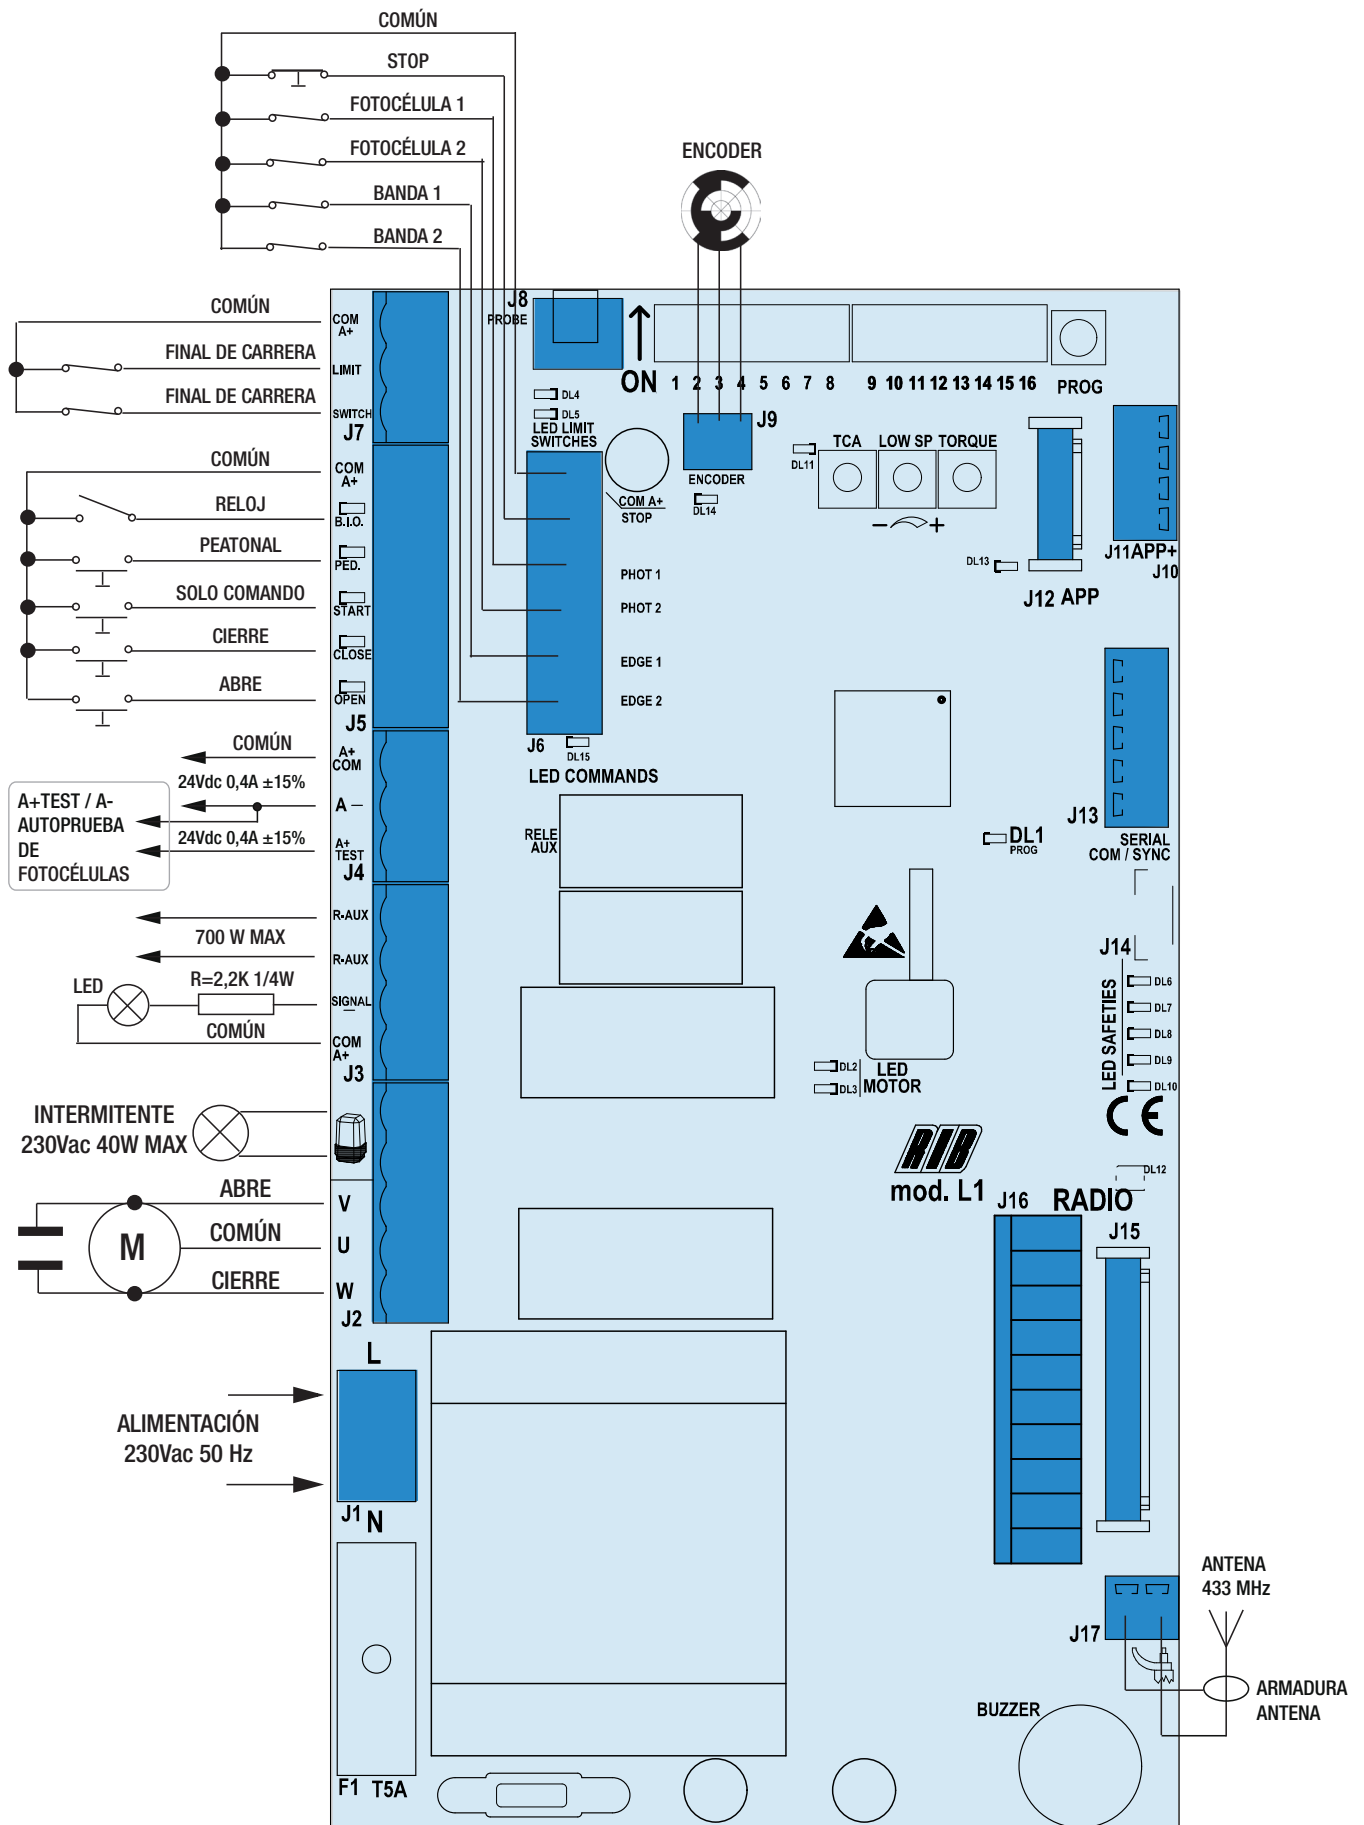 COMÚN
STOP
FOTOCÉLULA 1
FOTOCÉLULA 2
BANDA 1
BANDA 2
ENCODER
COMÚN
FINAL DE CARRERA
FINAL DE CARRERA
COM
A+
LIMIT
SWITCH
J7
J8
PROBE
ON
1 2 3 4 5 6 7 8
9 10 11 12 13 14 15 16
PROG
DL4
DL5
LED LIMIT
SWITCHES
J9
ENCODER
DL14
COM A+
STOP
DL11
TCA
LOW SP
TORQUE
− +
J11 APP+
J10
DL13
J12 APP
COMÚN
RELOJ
PEATONAL
SOLO COMANDO
CIERRE
ABRE
COM
A+
B.I.O.
PED.
START
CLOSE
OPEN
J5
PHOT 1
PHOT 2
EDGE 1
EDGE 2
J6
DL15
LED COMMANDS
COMÚN
24Vdc 0,4A ±15%
24Vdc 0,4A ±15%
A+TEST / A-
AUTOPRUEBA
DE
FOTOCÉLULAS
A+
COM
A −
A+
TEST
J4
RELE
AUX
J13
SERIAL
COM / SYNC
DL1
PROG
700 W MAX
R-AUX
R-AUX
LED
R=2,2K 1/4W
COMÚN
SIGNAL
COM
A+
J3
J14
LED SAFETIES
DL6
DL7
DL8
DL9
DL10
DL2
DL3
LED
MOTOR
CE
INTERMITENTE
230Vac 40W MAX
RIB
mod. L1
DL12
RADIO
J16
J15
ABRE
COMÚN
CIERRE
M
V
U
W
J2
L
ALIMENTACIÓN
230Vac 50 Hz
J1 N
F1 T5A
J17
ANTENA
433 MHz
ARMADURA
ANTENA
BUZZER